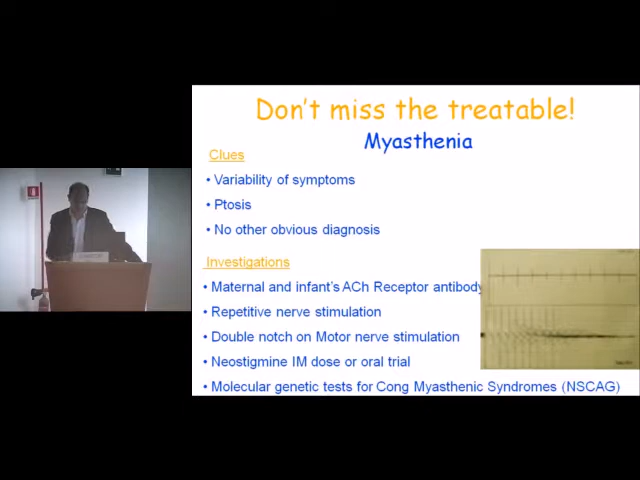 Don't miss the treatable!
Myasthenia
Clues
• Variability of symptoms
• Ptosis
• No other obvious diagnosis
Investigations
• Maternal and infant's ACh Receptor antibody
• Repetitive nerve stimulation
• Double notch on Motor nerve stimulation
• Neostigmine IM dose or oral trial
• Molecular genetic tests for Cong Myasthenic Syndromes (NSCAG)